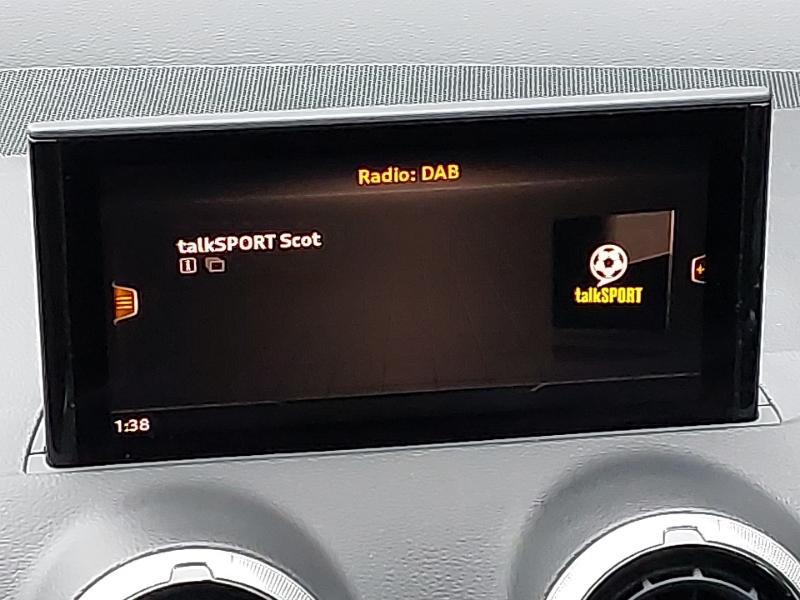 Radio: DAB
talkSPORT Scot
talkSPORT
1:38